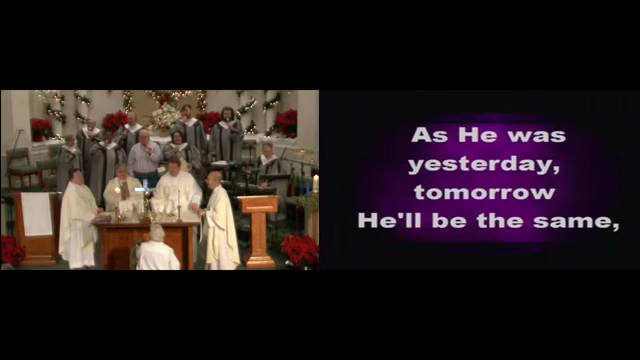 As He was
yesterday,
tomorrow
He'll be the same,